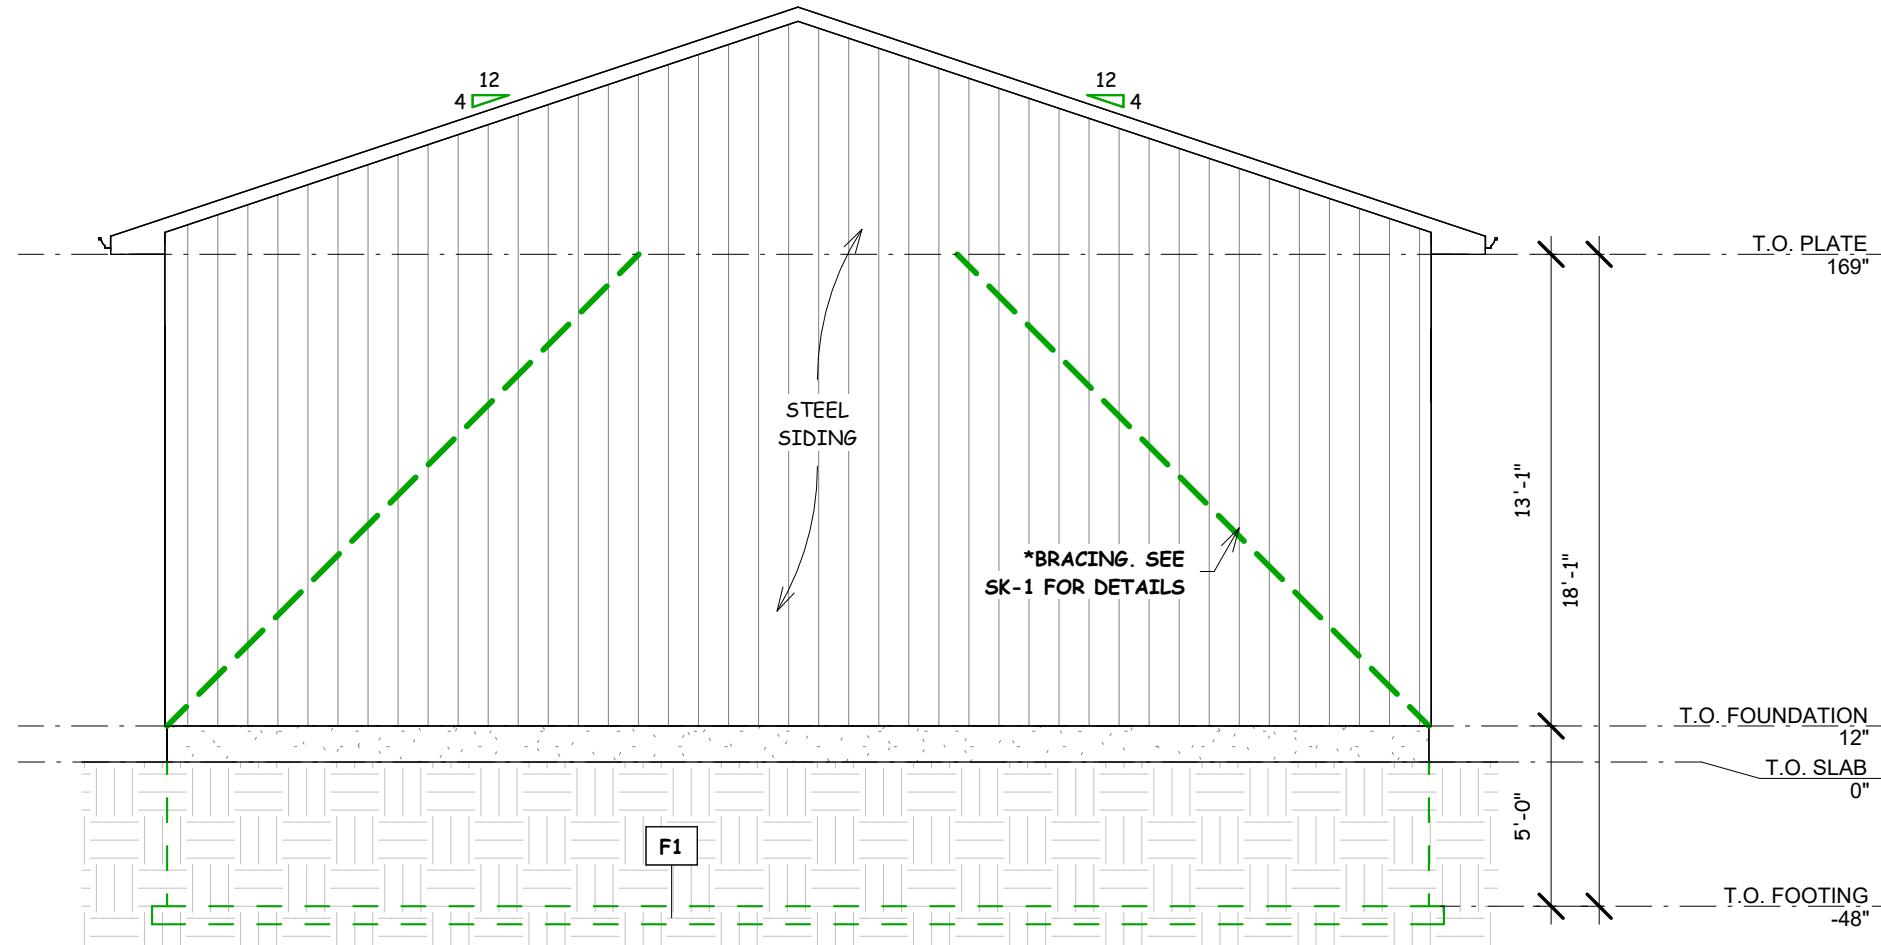 12
4
12
4
T.O. PLATE
169"
STEEL
SIDING
13'-1"
*BRACING. SEE
SK-1 FOR DETAILS
18'-1"
T.O. FOUNDATION
12"
T.O. SLAB
0"
5'-0"
F1
T.O. FOOTING
-48"